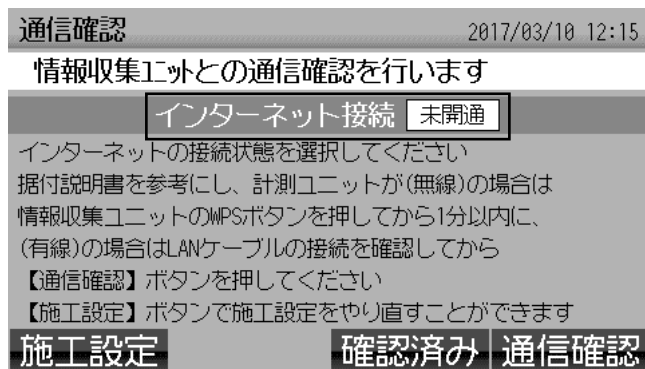 通信確認 2017/03/10 12:15
情報収集ﾕﾆｯﾄとの通信確認を行います
インターネット接続 未開通
インターネットの接続状態を選択してください
据付説明書を参考にし、計測ユニットが(無線)の場合は
情報収集ユニットのWPSボタンを押してから1分以内に、
(有線)の場合はLANケーブルの接続を確認してから
【通信確認】ボタンを押してください
【施工設定】ボタンで施工設定をやり直すことができます
施工設定 確認済み 通信確認